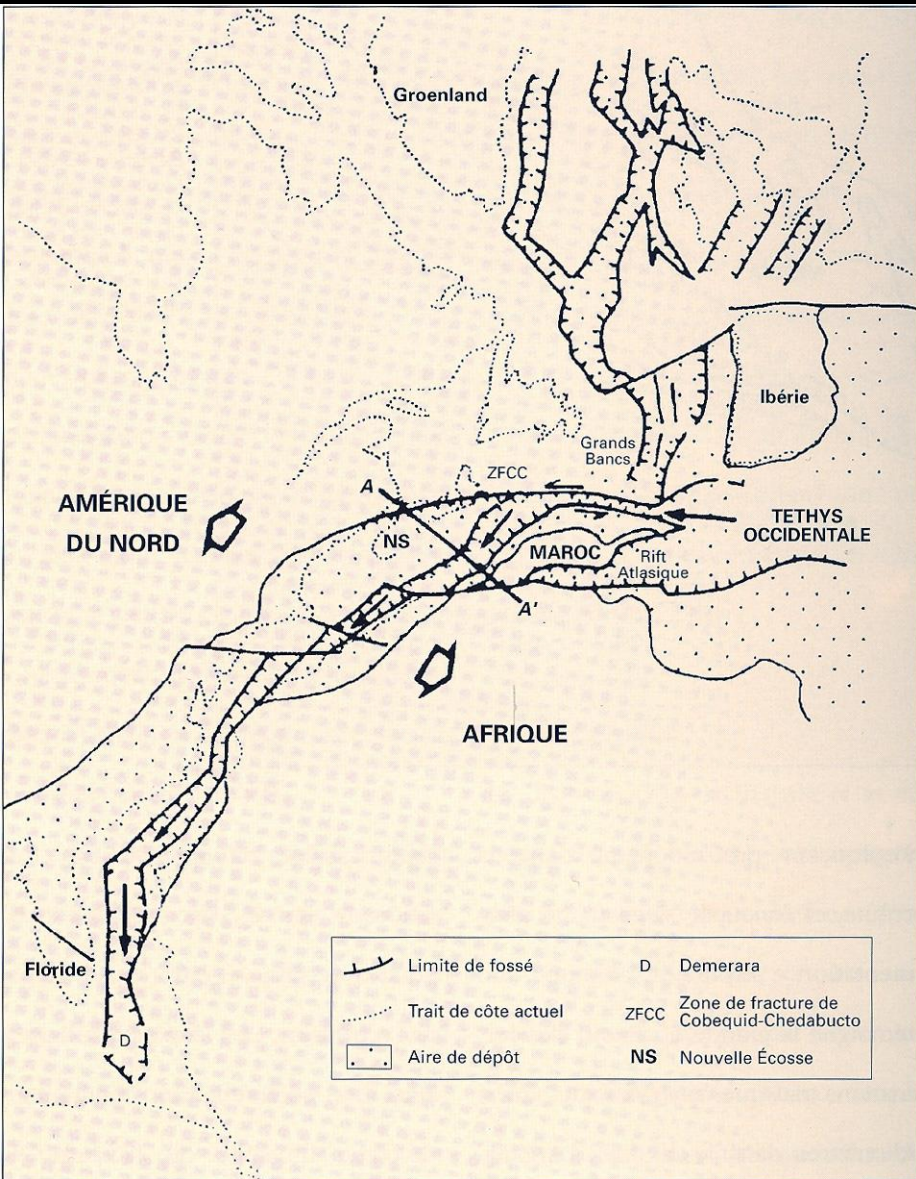 Groenland
Ibérie
Grands
Bancs
ZFCC
A
AMÉRIQUE
DU NORD
TETHYS
OCCIDENTALE
NS
MAROC
Rift
Atlasique
A'
AFRIQUE
Floride
D
Limite de fossé
D Demerara
Trait de côte actuel
ZFCC Zone de fracture de
Cobequid-Chedabucto
Aire de dépôt
NS Nouvelle Écosse